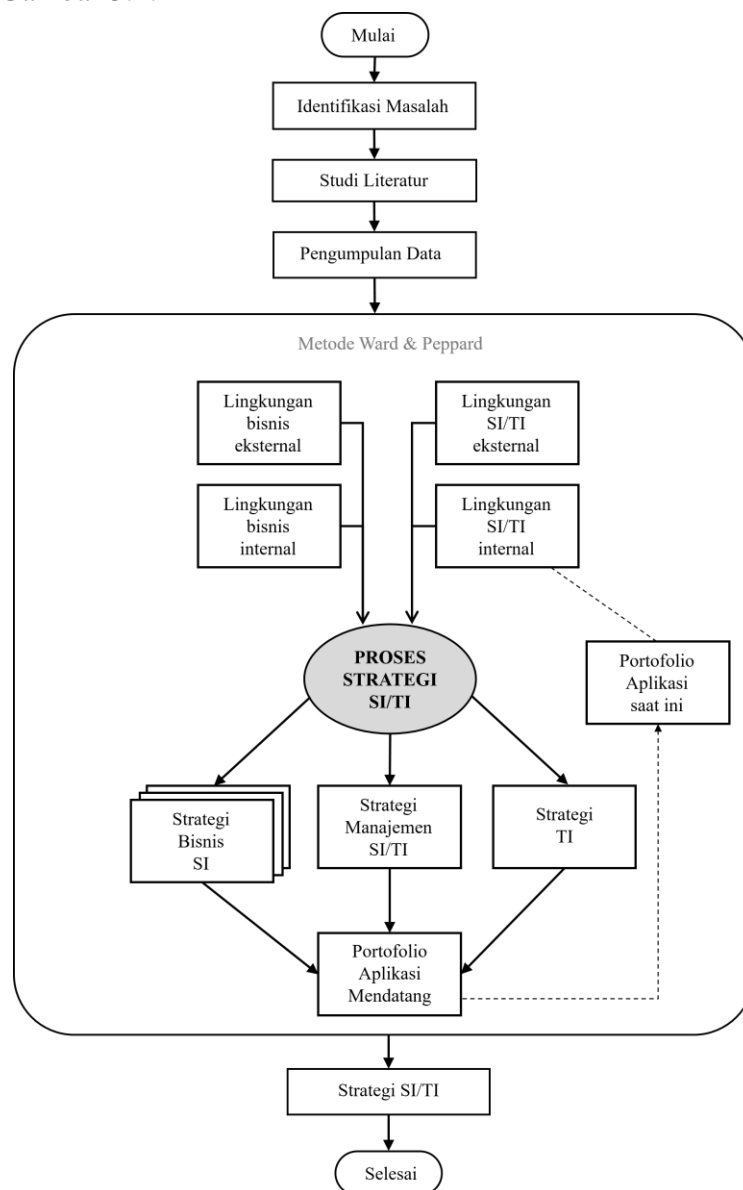 Mulai
Identifikasi Masalah
Studi Literatur
Pengumpulan Data
Metode Ward & Peppard
Lingkungan
bisnis
eksternal
Lingkungan
SI/TI
eksternal
Lingkungan
bisnis
internal
Lingkungan
SI/TI
internal
PROSES
STRATEGI
SI/TI
Portofolio
Aplikasi
saat ini
Strategi
Bisnis
SI
Strategi
Manajemen
SI/TI
Strategi
TI
Portofolio
Aplikasi
Mendatang
Strategi SI/TI
Selesai